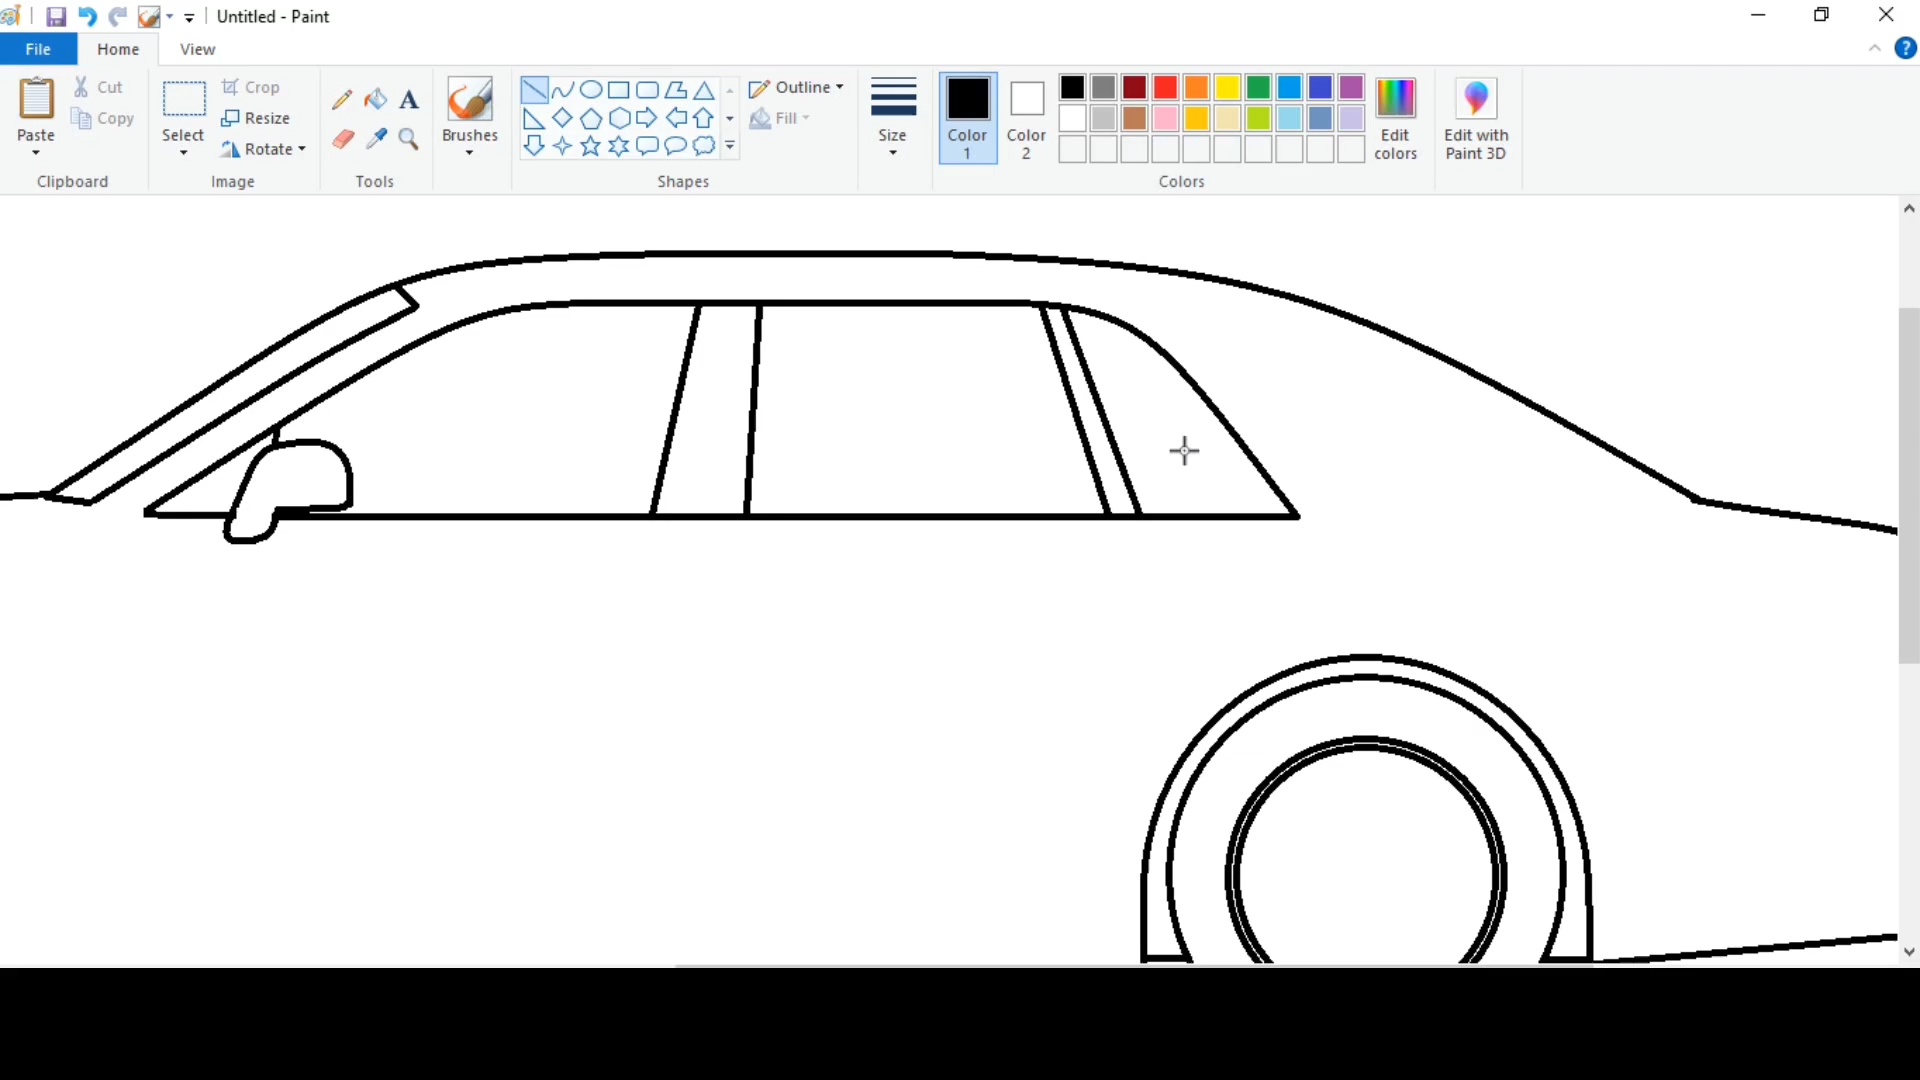 Untitled - Paint
File Home View
Paste
Cut
Copy
Clipboard
Select
Crop
Resize
Rotate
Image
Tools
Brushes
Shapes
Outline
Fill
Size
Color
1
Color
2
Edit
colors
Colors
Edit with
Paint 3D